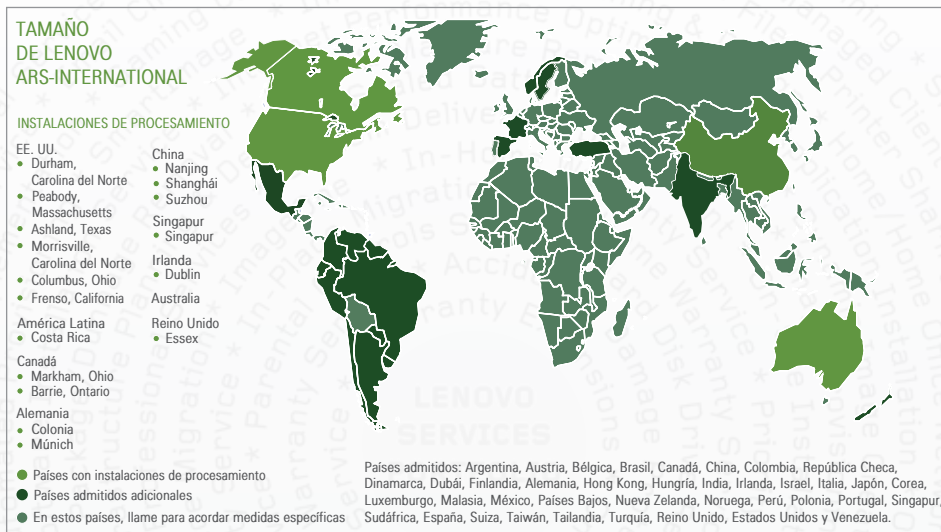 TAMAÑO
DE LENOVO
ARS-INTERNATIONAL
INSTALACIONES DE PROCESAMIENTO
EE. UU.
• Durham,
Carolina del Norte
• Peabody,
Massachusetts
• Ashland, Texas
• Morrisville,
Carolina del Norte
• Columbus, Ohio
• Frenso, California
América Latina
• Costa Rica
Canadá
• Markham, Ohio
• Barrie, Ontario
Alemania
• Colonia
• Múnich
China
• Nanjing
• Shanghái
• Suzhou
Singapur
• Singapur
Irlanda
• Dublin
Australia
Reino Unido
• Essex
Países con instalaciones de procesamiento
Países admitidos adicionales
En estos países, llame para acordar medidas específicas
Países admitidos: Argentina, Austria, Bélgica, Brasil, Canadá, China, Colombia, República Checa,
Dinamarca, Dubái, Finlandia, Alemania, Hong Kong, Hungría, India, Irlanda, Israel, Italia, Japón, Corea,
Luxemburgo, Malasia, México, Países Bajos, Nueva Zelanda, Noruega, Perú, Polonia, Portugal, Singapur,
Sudáfrica, España, Suiza, Taiwán, Tailandia, Turquía, Reino Unido, Estados Unidos y Venezuela.
LENOVO
SERVICES